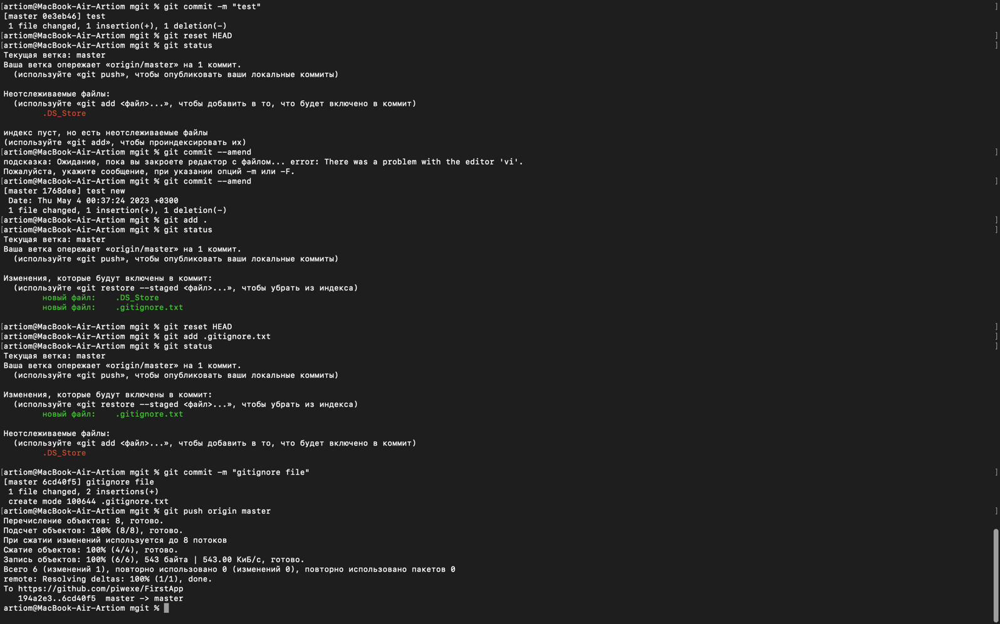 [artiom@MacBook-Air-Artiom mgit % git commit -m "test" ]
[master 0e3eb46] test
1 file changed, 1 insertion(+), 1 deletion(-)
[artiom@MacBook-Air-Artiom mgit % git reset HEAD ]
[artiom@MacBook-Air-Artiom mgit % git status ]
Текущая ветка: master
Ваша ветка опережает «origin/master» на 1 коммит.
(используйте «git push», чтобы опубликовать ваши локальные коммиты)
Неотслеживаемые файлы:
(используйте «git add <файл>...», чтобы добавить в то, что будет включено в коммит)
.DS_Store
индекс пуст, но есть неотслеживаемые файлы
(используйте «git add», чтобы проиндексировать их)
[artiom@MacBook-Air-Artiom mgit % git commit --amend ]
подсказка: Ожидание, пока вы закроете редактор с файлом... error: There was a problem with the editor 'vi'.
Пожалуйста, укажите сообщение, при указании опций -m или -F.
[artiom@MacBook-Air-Artiom mgit % git commit --amend ]
[master 1768dee] test new
Date: Thu May 4 00:37:24 2023 +0300
1 file changed, 1 insertion(+), 1 deletion(-)
[artiom@MacBook-Air-Artiom mgit % git add . ]
[artiom@MacBook-Air-Artiom mgit % git status ]
Текущая ветка: master
Ваша ветка опережает «origin/master» на 1 коммит.
(используйте «git push», чтобы опубликовать ваши локальные коммиты)
Изменения, которые будут включены в коммит:
(используйте «git restore --staged <файл>...», чтобы убрать из индекса)
новый файл: .DS_Store
новый файл: .gitignore.txt
[artiom@MacBook-Air-Artiom mgit % git reset HEAD ]
[artiom@MacBook-Air-Artiom mgit % git add .gitignore.txt ]
[artiom@MacBook-Air-Artiom mgit % git status ]
Текущая ветка: master
Ваша ветка опережает «origin/master» на 1 коммит.
(используйте «git push», чтобы опубликовать ваши локальные коммиты)
Изменения, которые будут включены в коммит:
(используйте «git restore --staged <файл>...», чтобы убрать из индекса)
новый файл: .gitignore.txt
Неотслеживаемые файлы:
(используйте «git add <файл>...», чтобы добавить в то, что будет включено в коммит)
.DS_Store
[artiom@MacBook-Air-Artiom mgit % git commit -m "gitignore file" ]
[master 6cd40f5] gitignore file
1 file changed, 2 insertions(+)
create mode 100644 .gitignore.txt
[artiom@MacBook-Air-Artiom mgit % git push origin master ]
Перечисление объектов: 8, готово.
Подсчет объектов: 100% (8/8), готово.
При сжатии изменений используется до 8 потоков
Сжатие объектов: 100% (4/4), готово.
Запись объектов: 100% (6/6), 543 байта | 543.00 КиБ/с, готово.
Всего 6 (изменений 1), повторно использовано 0 (изменений 0), повторно использовано пакетов 0
remote: Resolving deltas: 100% (1/1), done.
To https://github.com/piwexe/FirstApp
194a2e3..6cd40f5 master -> master
artiom@MacBook-Air-Artiom mgit %